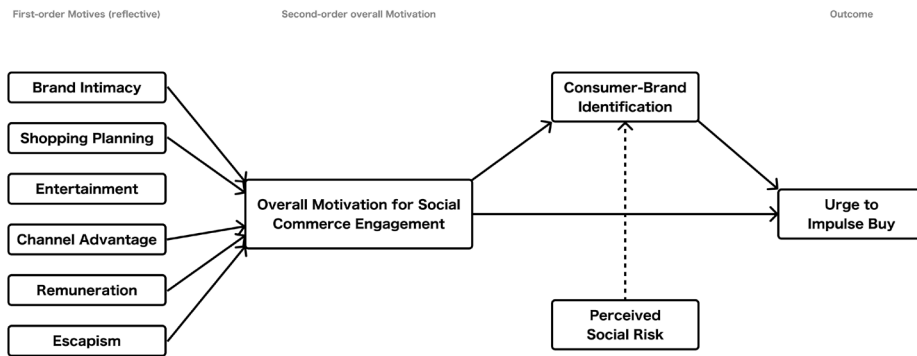 First-order Motives (reflective)
Second-order overall Motivation
Outcome
Brand Intimacy
Shopping Planning
Entertainment
Channel Advantage
Remuneration
Escapism
Overall Motivation for Social
Commerce Engagement
Consumer-Brand
Identification
Perceived
Social Risk
Urge to
Impulse Buy